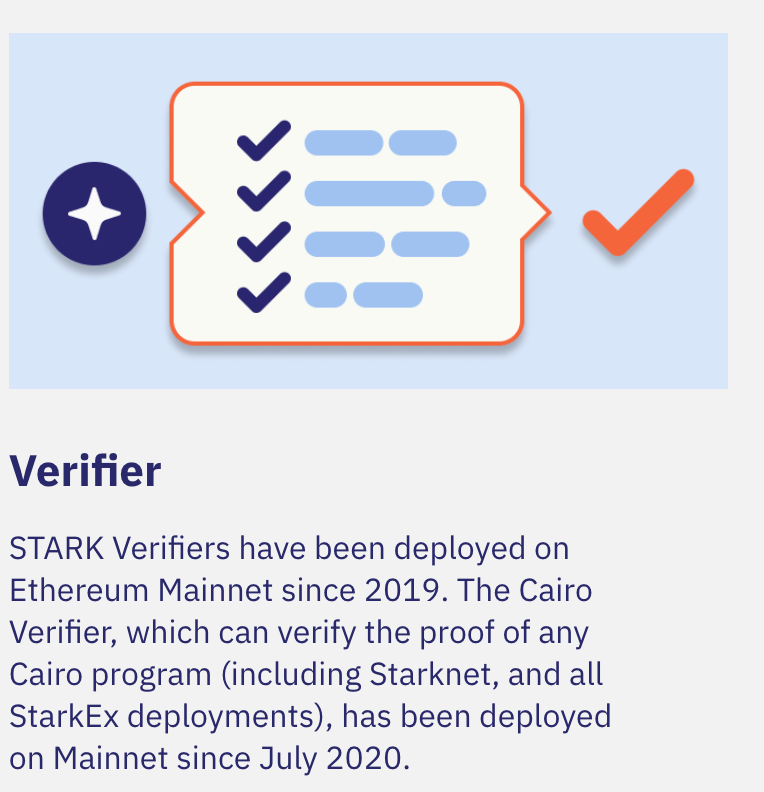 Verifier
STARK Verifiers have been deployed on
Ethereum Mainnet since 2019. The Cairo
Verifier, which can verify the proof of any
Cairo program (including Starknet, and all
StarkEx deployments), has been deployed
on Mainnet since July 2020.